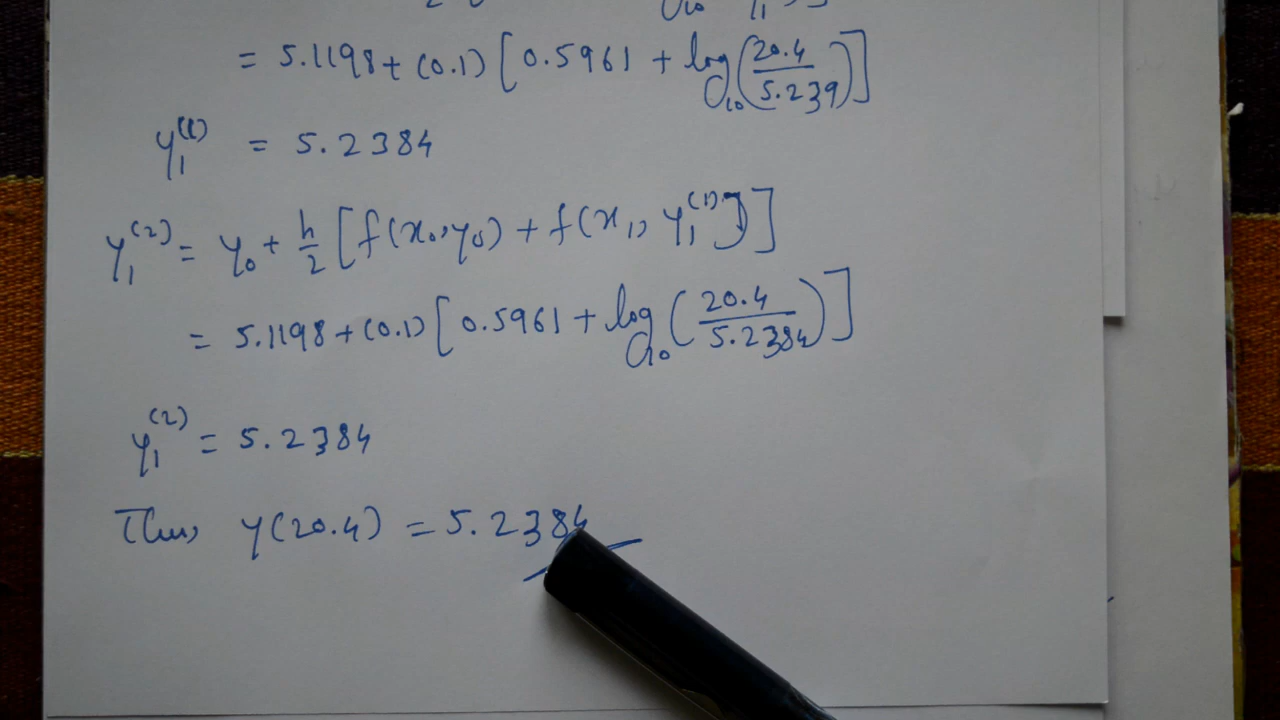 = 5.1198 + (0.1) [0.5961 + log₁₀(20.4/5.239)]
y₁⁽¹⁾ = 5.2384
y₁⁽²⁾ = y₀ + h/2 [f(x₀, y₀) + f(x₁, y₁⁽¹⁾)]
= 5.1198 + (0.1) [0.5961 + log₁₀(20.4/5.2384)]
y₁⁽²⁾ = 5.2384
Thus y(20.4) = 5.2384